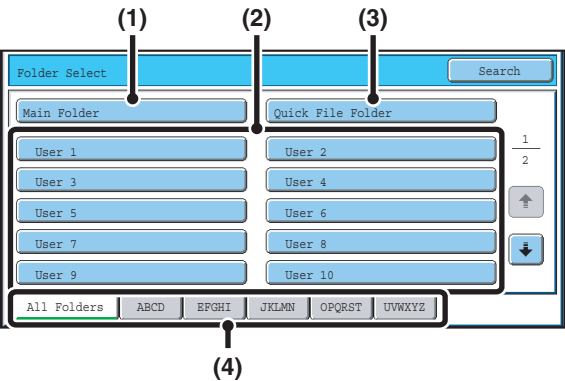 (1) (2) (3)
Folder Select Search
Main Folder Quick File Folder
User 1 User 2
User 3 User 4
User 5 User 6
User 7 User 8
User 9 User 10
1
2
All Folders ABCD EFGHI JKLMN OPQRST UVWXYZ
(4)